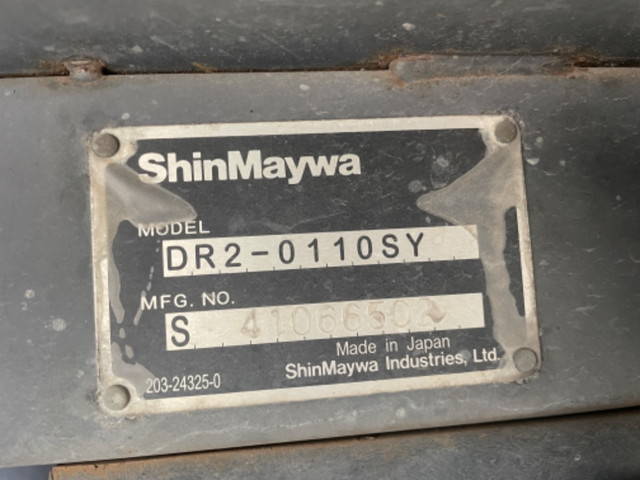 ShinMaywa
MODEL
DR2-0110SY
MFG. NO.
S 41066502
Made in Japan
203-24325-0
ShinMaywa Industries, Ltd.